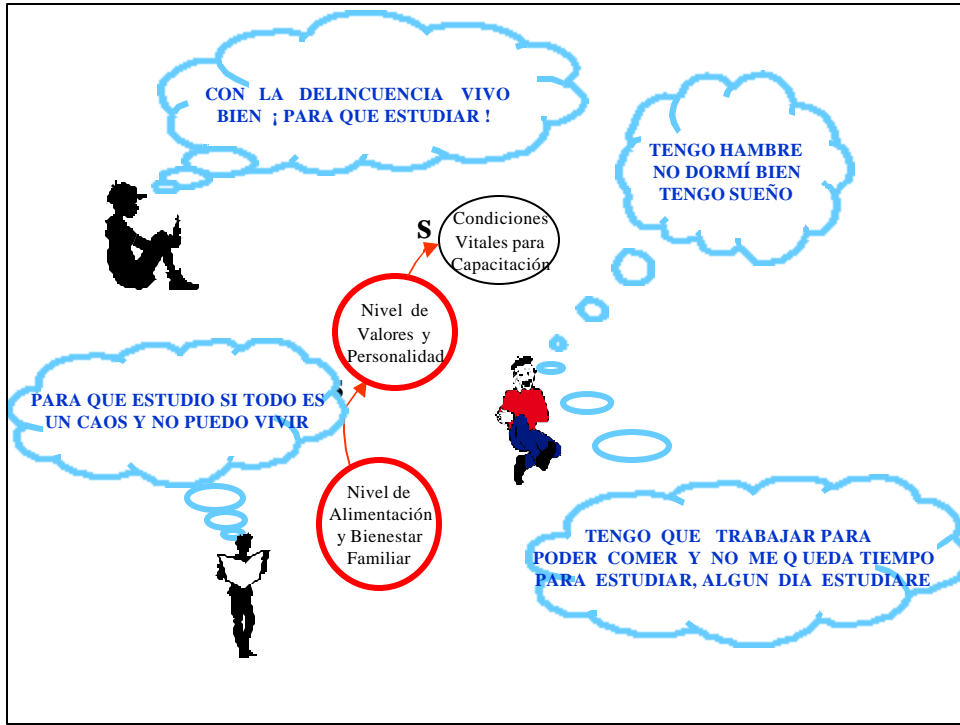 CON LA DELINCUENCIA VIVO
BIEN ¡ PARA QUE ESTUDIAR !
TENGO HAMBRE
NO DORMÍ BIEN
TENGO SUEÑO
S
Condiciones
Vitales para
Capacitación
Nivel de
Valores y
Personalidad
PARA QUE ESTUDIO SI TODO ES
UN CAOS Y NO PUEDO VIVIR
s
Nivel de
Alimentación
y Bienestar
Familiar
TENGO QUE TRABAJAR PARA
PODER COMER Y NO ME Q UEDA TIEMPO
PARA ESTUDIAR, ALGUN DIA ESTUDIARE